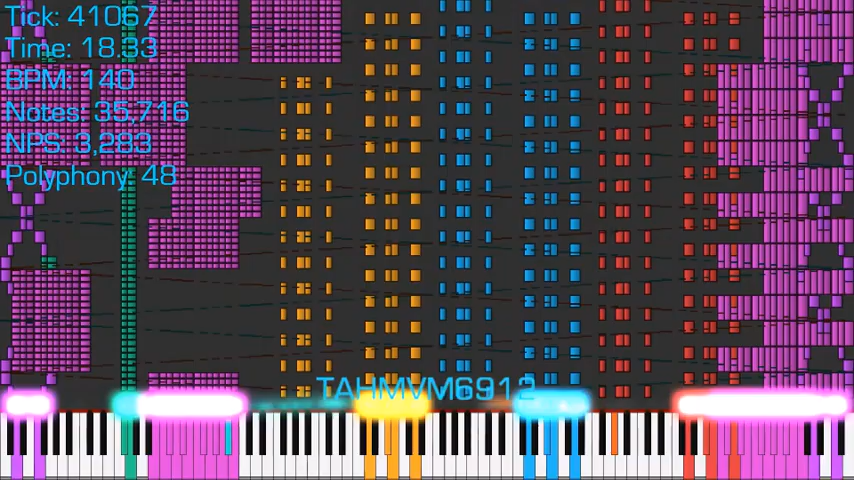 Tick: 41067
Time: 18.33
BPM: 140
Notes: 35,716
NPS: 3,283
Polyphony: 48
TAHMVM6912